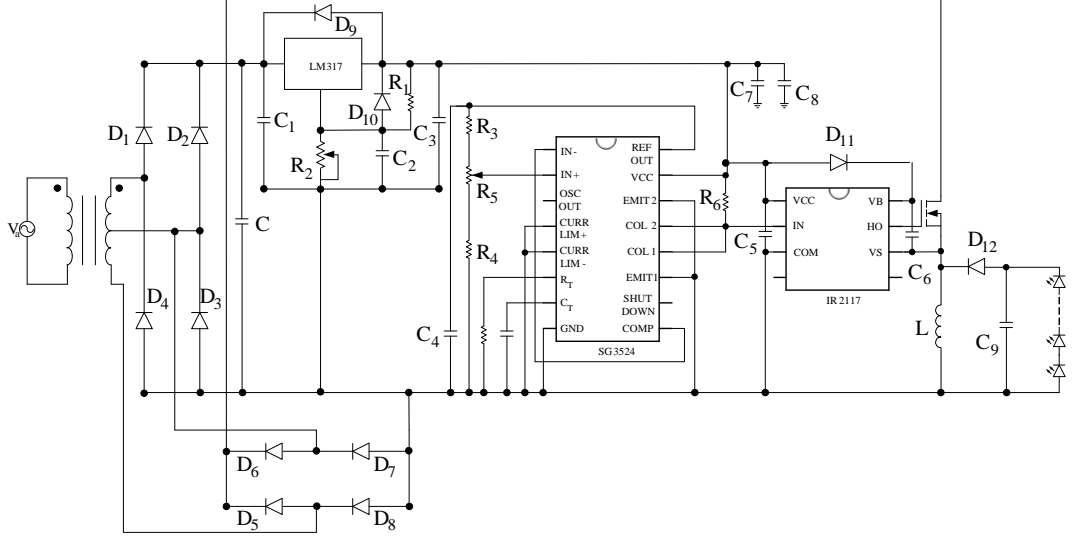 D9
LM317
R1
D10
C1
R2
C2
C3
D1
D2
Va
C
D4
D3
D6
D7
D5
D8
R3
R5
R4
C4
IN-
IN+
OSC
OUT
CURR
LIM+
CURR
LIM-
RT
CT
GND
REF
OUT
VCC
EMIT 2
COL 2
COL 1
EMIT1
SHUT
DOWN
COMP
SG3524
C7
C8
D11
R6
C5
VCC
IN
COM
VB
HO
VS
IR2117
C6
D12
L
C9